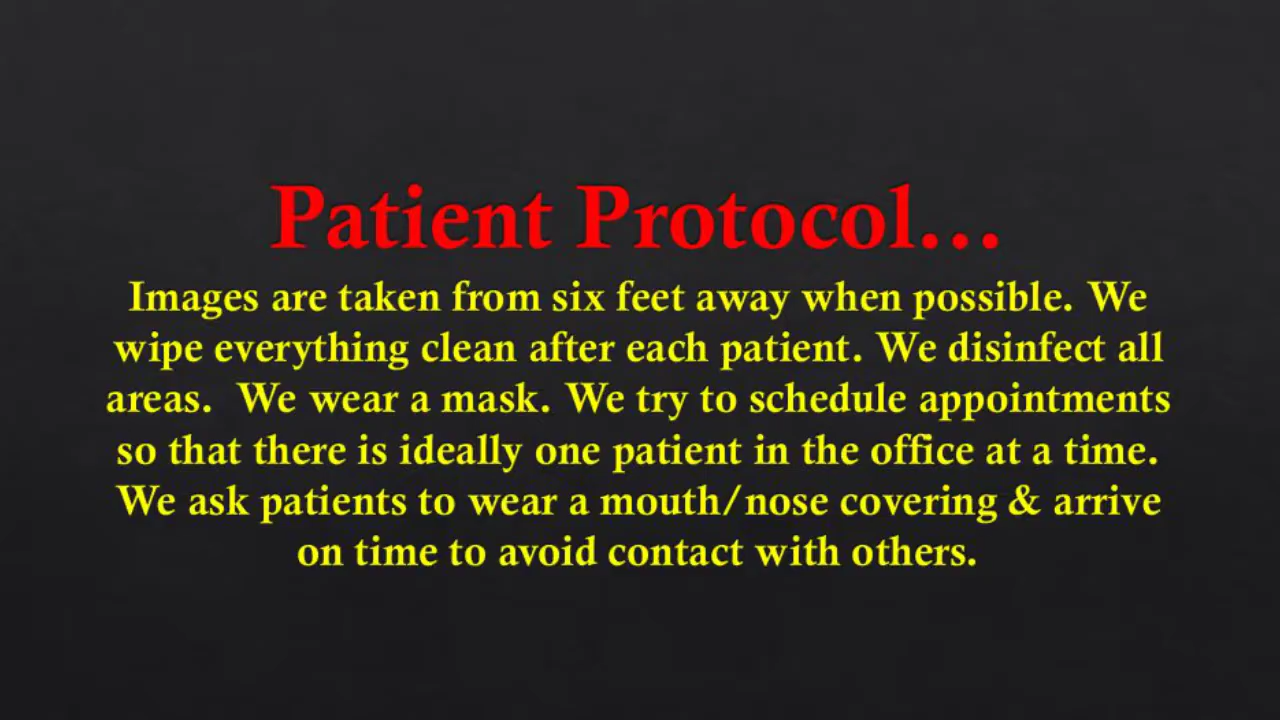 Patient Protocol...
Images are taken from six feet away when possible. We
wipe everything clean after each patient. We disinfect all
areas.  We wear a mask. We try to schedule appointments
so that there is ideally one patient in the office at a time.
We ask patients to wear a mouth/nose covering & arrive
on time to avoid contact with others.